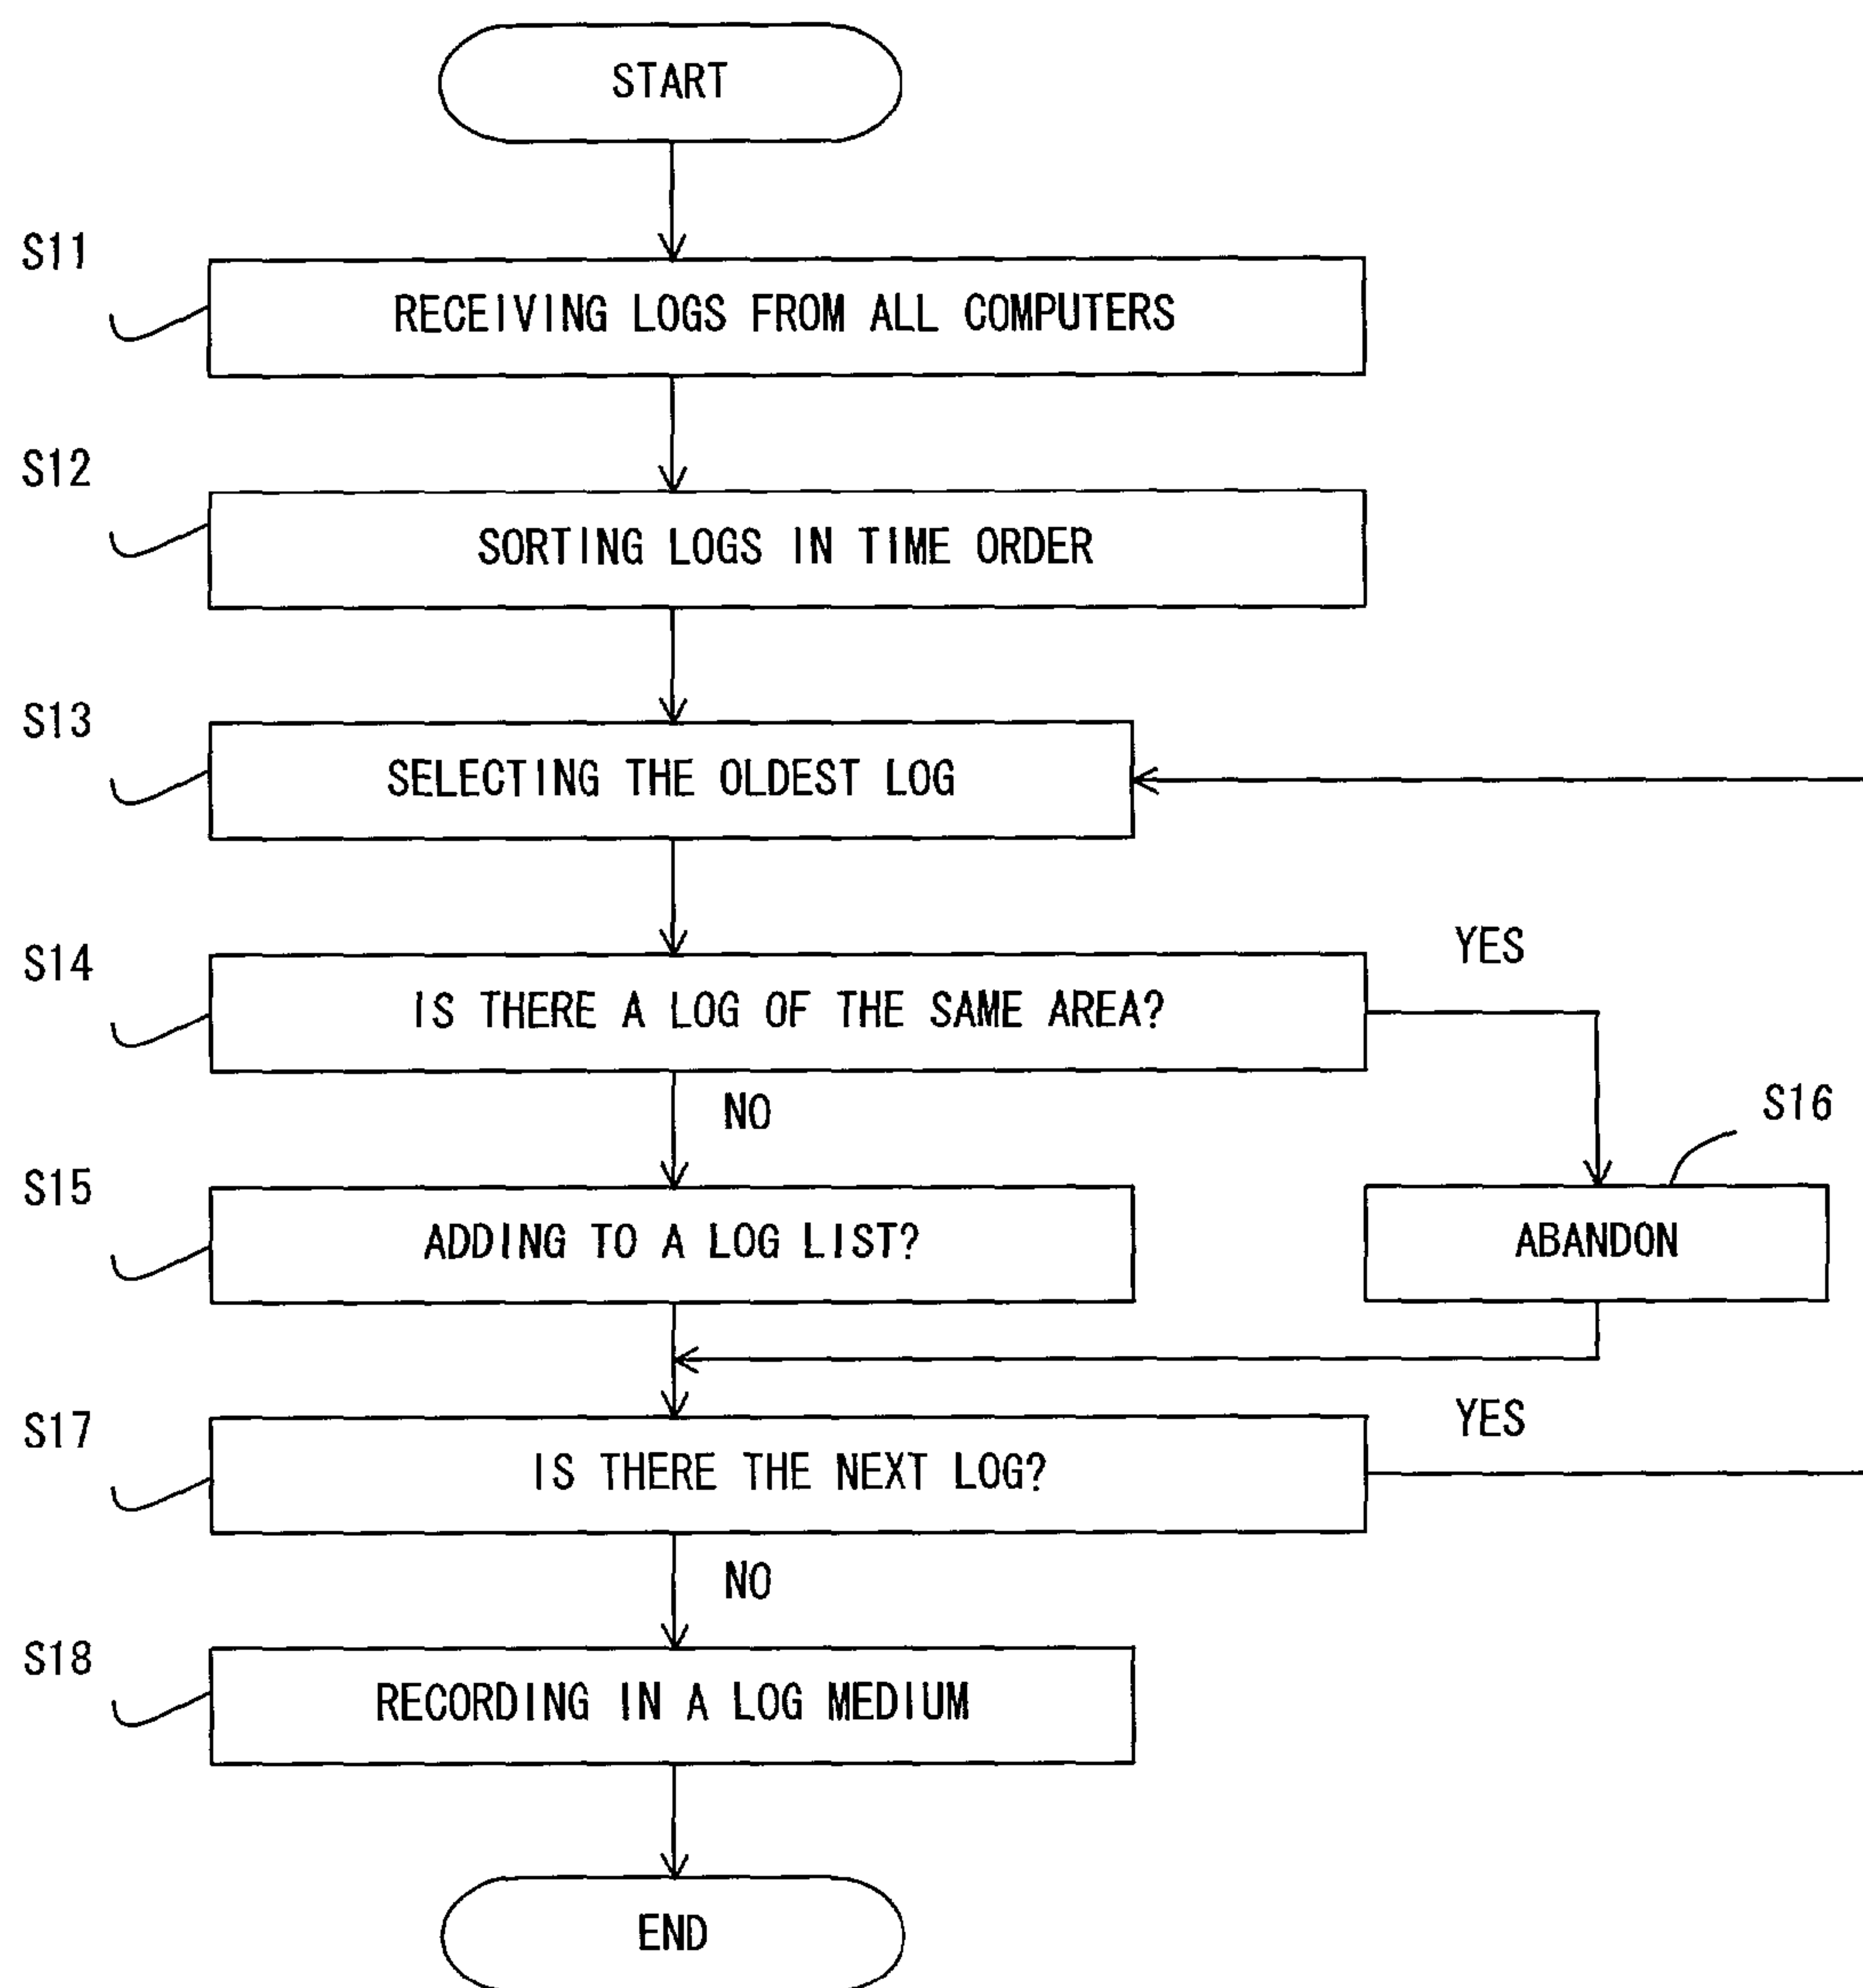 START
S11
RECEIVING LOGS FROM ALL COMPUTERS
S12
SORTING LOGS IN TIME ORDER
S13
SELECTING THE OLDEST LOG
S14
IS THERE A LOG OF THE SAME AREA?
YES
NO
S16
S15
ADDING TO A LOG LIST?
ABANDON
S17
IS THERE THE NEXT LOG?
YES
NO
S18
RECORDING IN A LOG MEDIUM
END